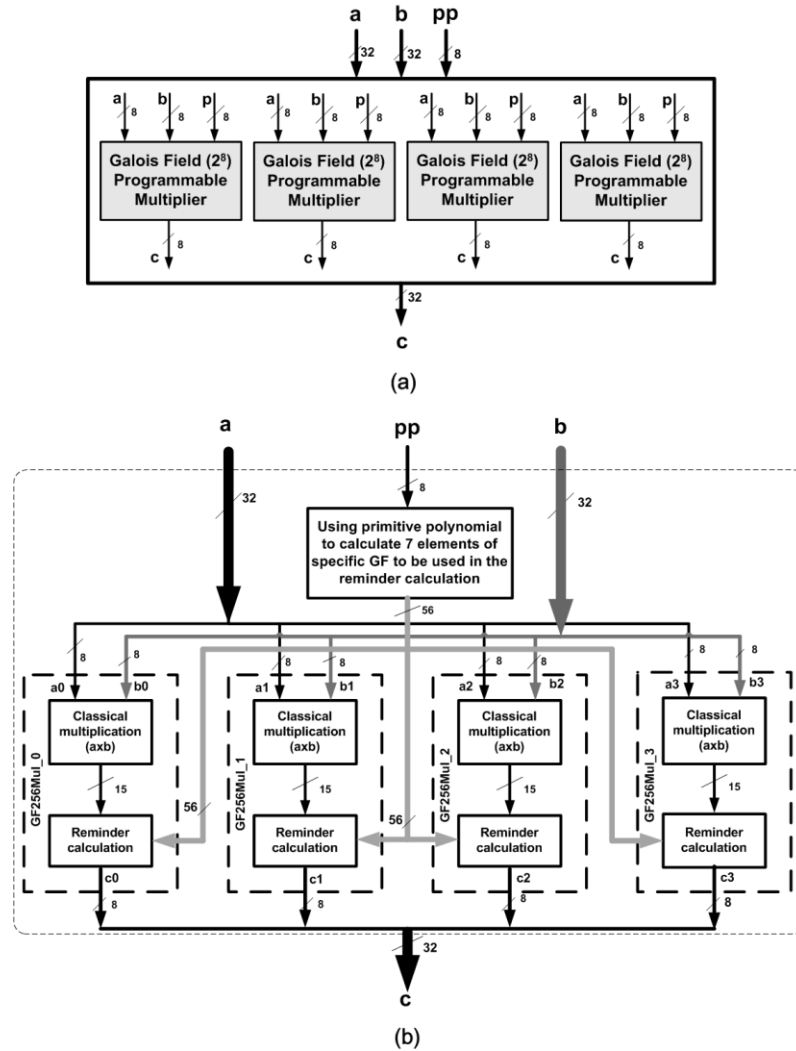 a b pp
32 32 8
a b p a b p a b p a b p
8 8 8 8 8 8 8 8 8 8 8 8
Galois Field (2⁸) Galois Field (2⁸) Galois Field (2⁸) Galois Field (2⁸)
Programmable Programmable Programmable Programmable
Multiplier Multiplier Multiplier Multiplier
8 8 8 8
c c c c
32
c
(a)
a pp b
32 8 32
Using primitive polynomial
to calculate 7 elements of
specific GF to be used in the
reminder calculation
56
8 8 8 8 8 8 8 8
a0 b0 a1 b1 a2 b2 a3 b3
GF256Mul_0 GF256Mul_1 GF256Mul_2 GF256Mul_3
Classical Classical Classical Classical
multiplication multiplication multiplication multiplication
(axb) (axb) (axb) (axb)
15 15 15 15
56 56
Reminder Reminder Reminder Reminder
calculation calculation calculation calculation
c0 c1 c2 c3
8 8 8 8
32
c
(b)